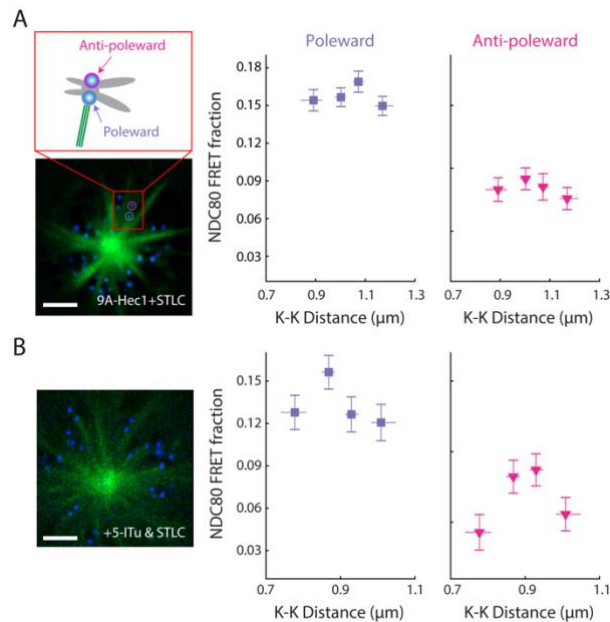 A
Anti-poleward
Poleward
9A-Hec1+STLC
Poleward
NDC80 FRET fraction
0.18
0.15
0.12
0.09
0.06
0.03
0.7 0.9 1.1 1.3
K-K Distance (μm)
Anti-poleward
0.7 0.9 1.1 1.3
K-K Distance (μm)
B
+5-ITu & STLC
NDC80 FRET fraction
0.15
0.12
0.09
0.06
0.03
0.7 0.9 1.1
K-K Distance (μm)
0.7 0.9 1.1
K-K Distance (μm)